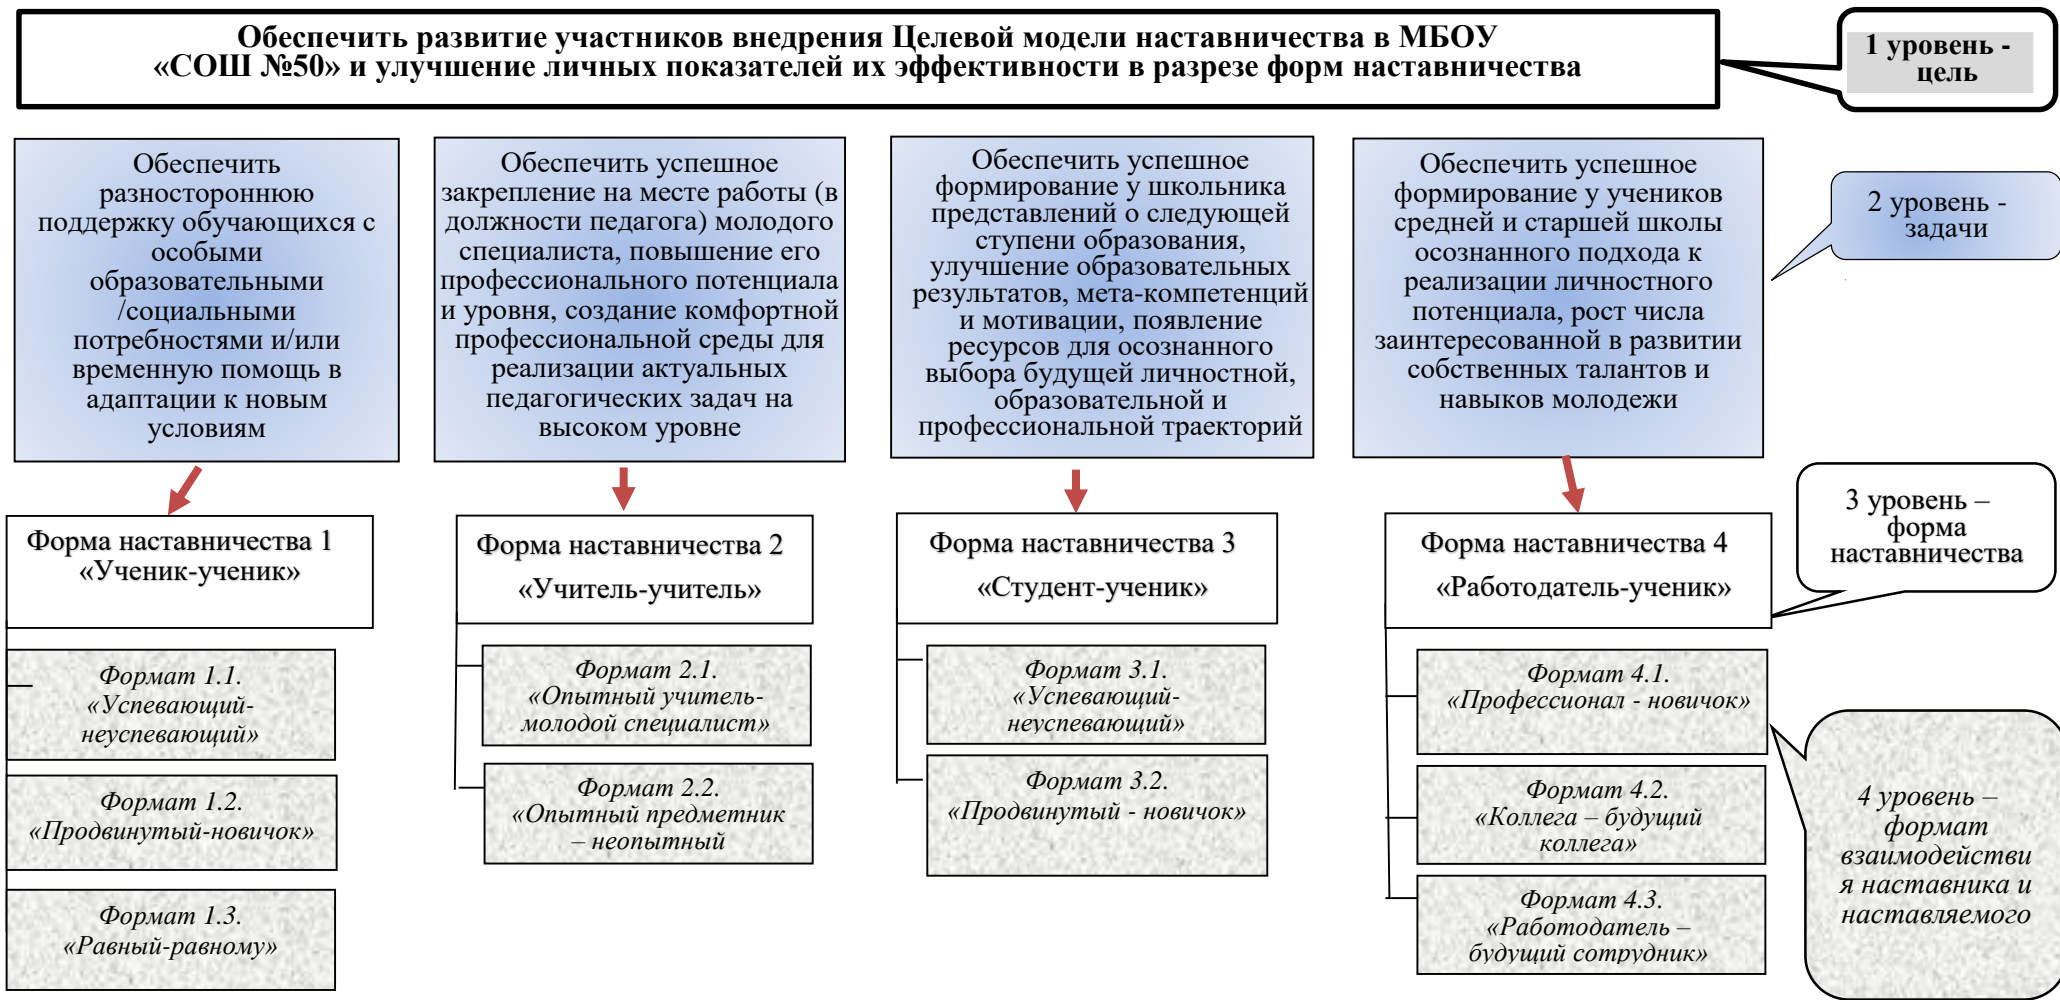 Обеспечить развитие участников внедрения Целевой модели наставничества в МБОУ
«СОШ №50» и улучшение личных показателей их эффективности в разрезе форм наставничества
1 уровень -
цель
Обеспечить
разностороннюю
поддержку обучающихся с
особыми
образовательными
/социальными
потребностями и/или
временную помощь в
адаптации к новым
условиям
Обеспечить успешное
закрепление на месте работы (в
должности педагога) молодого
специалиста, повышение его
профессионального потенциала
и уровня, создание комфортной
профессиональной среды для
реализации актуальных
педагогических задач на
высоком уровне
Обеспечить успешное
формирование у школьника
представлений о следующей
ступени образования,
улучшение образовательных
результатов, мета-компетенций
и мотивации, появление
ресурсов для осознанного
выбора будущей личностной,
образовательной и
профессиональной траекторий
Обеспечить успешное
формирование у учеников
средней и старшей школы
осознанного подхода к
реализации личностного
потенциала, рост числа
заинтересованной в развитии
собственных талантов и
навыков молодежи
2 уровень -
задачи
Форма наставничества 1
«Ученик-ученик»
Форма наставничества 2
«Учитель-учитель»
Форма наставничества 3
«Студент-ученик»
Форма наставничества 4
«Работодатель-ученик»
3 уровень –
форма
наставничества
Формат 1.1.
«Успевающий-
неуспевающий»
Формат 1.2.
«Продвинутый-новичок»
Формат 1.3.
«Равный-равному»
Формат 2.1.
«Опытный учитель-
молодой специалист»
Формат 2.2.
«Опытный предметник
– неопытный
Формат 3.1.
«Успевающий-
неуспевающий»
Формат 3.2.
«Продвинутый - новичок»
Формат 4.1.
«Профессионал - новичок»
Формат 4.2.
«Коллега – будущий
коллега»
Формат 4.3.
«Работодатель –
будущий сотрудник»
4 уровень –
формат
взаимодействи
я наставника и
наставляемого